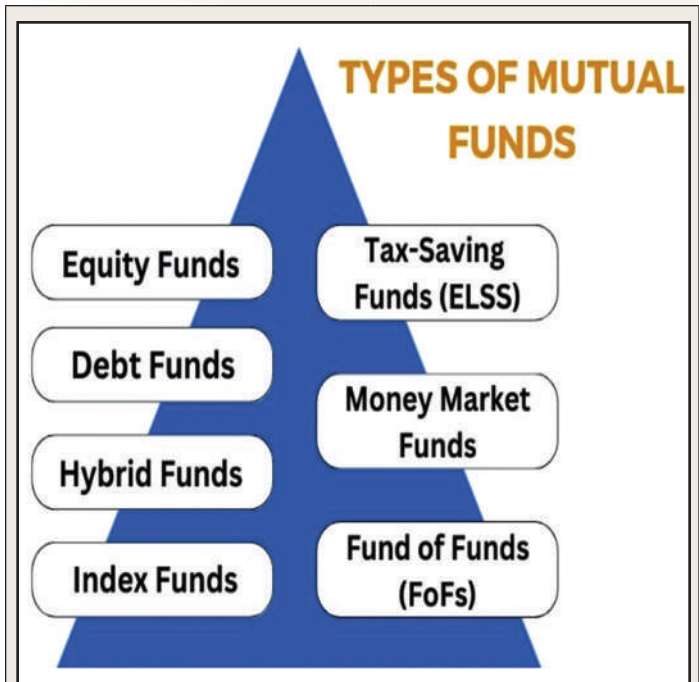 TYPES OF MUTUAL
FUNDS
Equity Funds
Debt Funds
Hybrid Funds
Index Funds
Tax-Saving
Funds (ELSS)
Money Market
Funds
Fund of Funds
(FoFs)